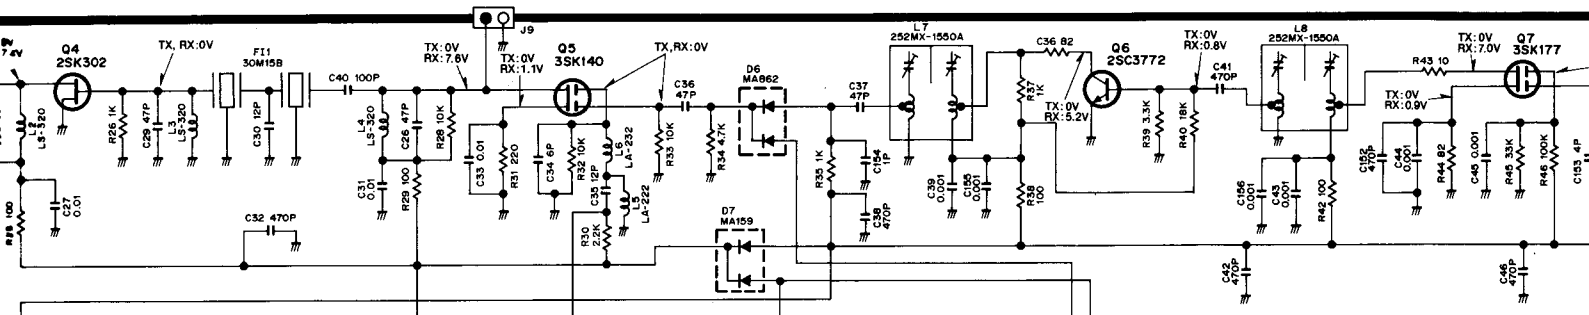 J9
L7
252MX-1550A
L8
252MX-1550A
Q4
2SK302
TX, RX:0V
FI1
30M15B
TX:0V
RX:7.6V
TX:0V
RX:1.1V
Q5
3SK140
TX,RX:0V
C36
47P
D6
MA862
C37
47P
C36 82
Q6
2SC3772
TX:0V
RX:0.8V
C41
470P
TX:0V
RX:7.0V
Q7
3SK177
R43 10
C40 100P
TX:0V
RX:5.2V
TX:0V
RX:0.9V
L2
LS-320
R26 1K
C29 47P
L3
LS-320
C30 12P
L4
LS-320
C26 47P
R28 10K
C33 0.01
R31 220
C34 6P
R32 10K
L6
LA-232
R33 10K
R34 4.7K
R35 1K
C154
1P
R37
1K
R39 3.3K
R40 18K
C152
470P
C44
0.001
R44 82
C45 0.001
R45 33K
R46 100K
C153 4P
C27
0.01
C31
0.01
R29 100
C35 12P
L5
LA-222
R30
2.2K
C38
470P
C39
0.001
C155
0.001
R38
100
C156
0.001
C43
0.001
R42 100
C32 470P
D7
MA159
C42
470P
C46
470P